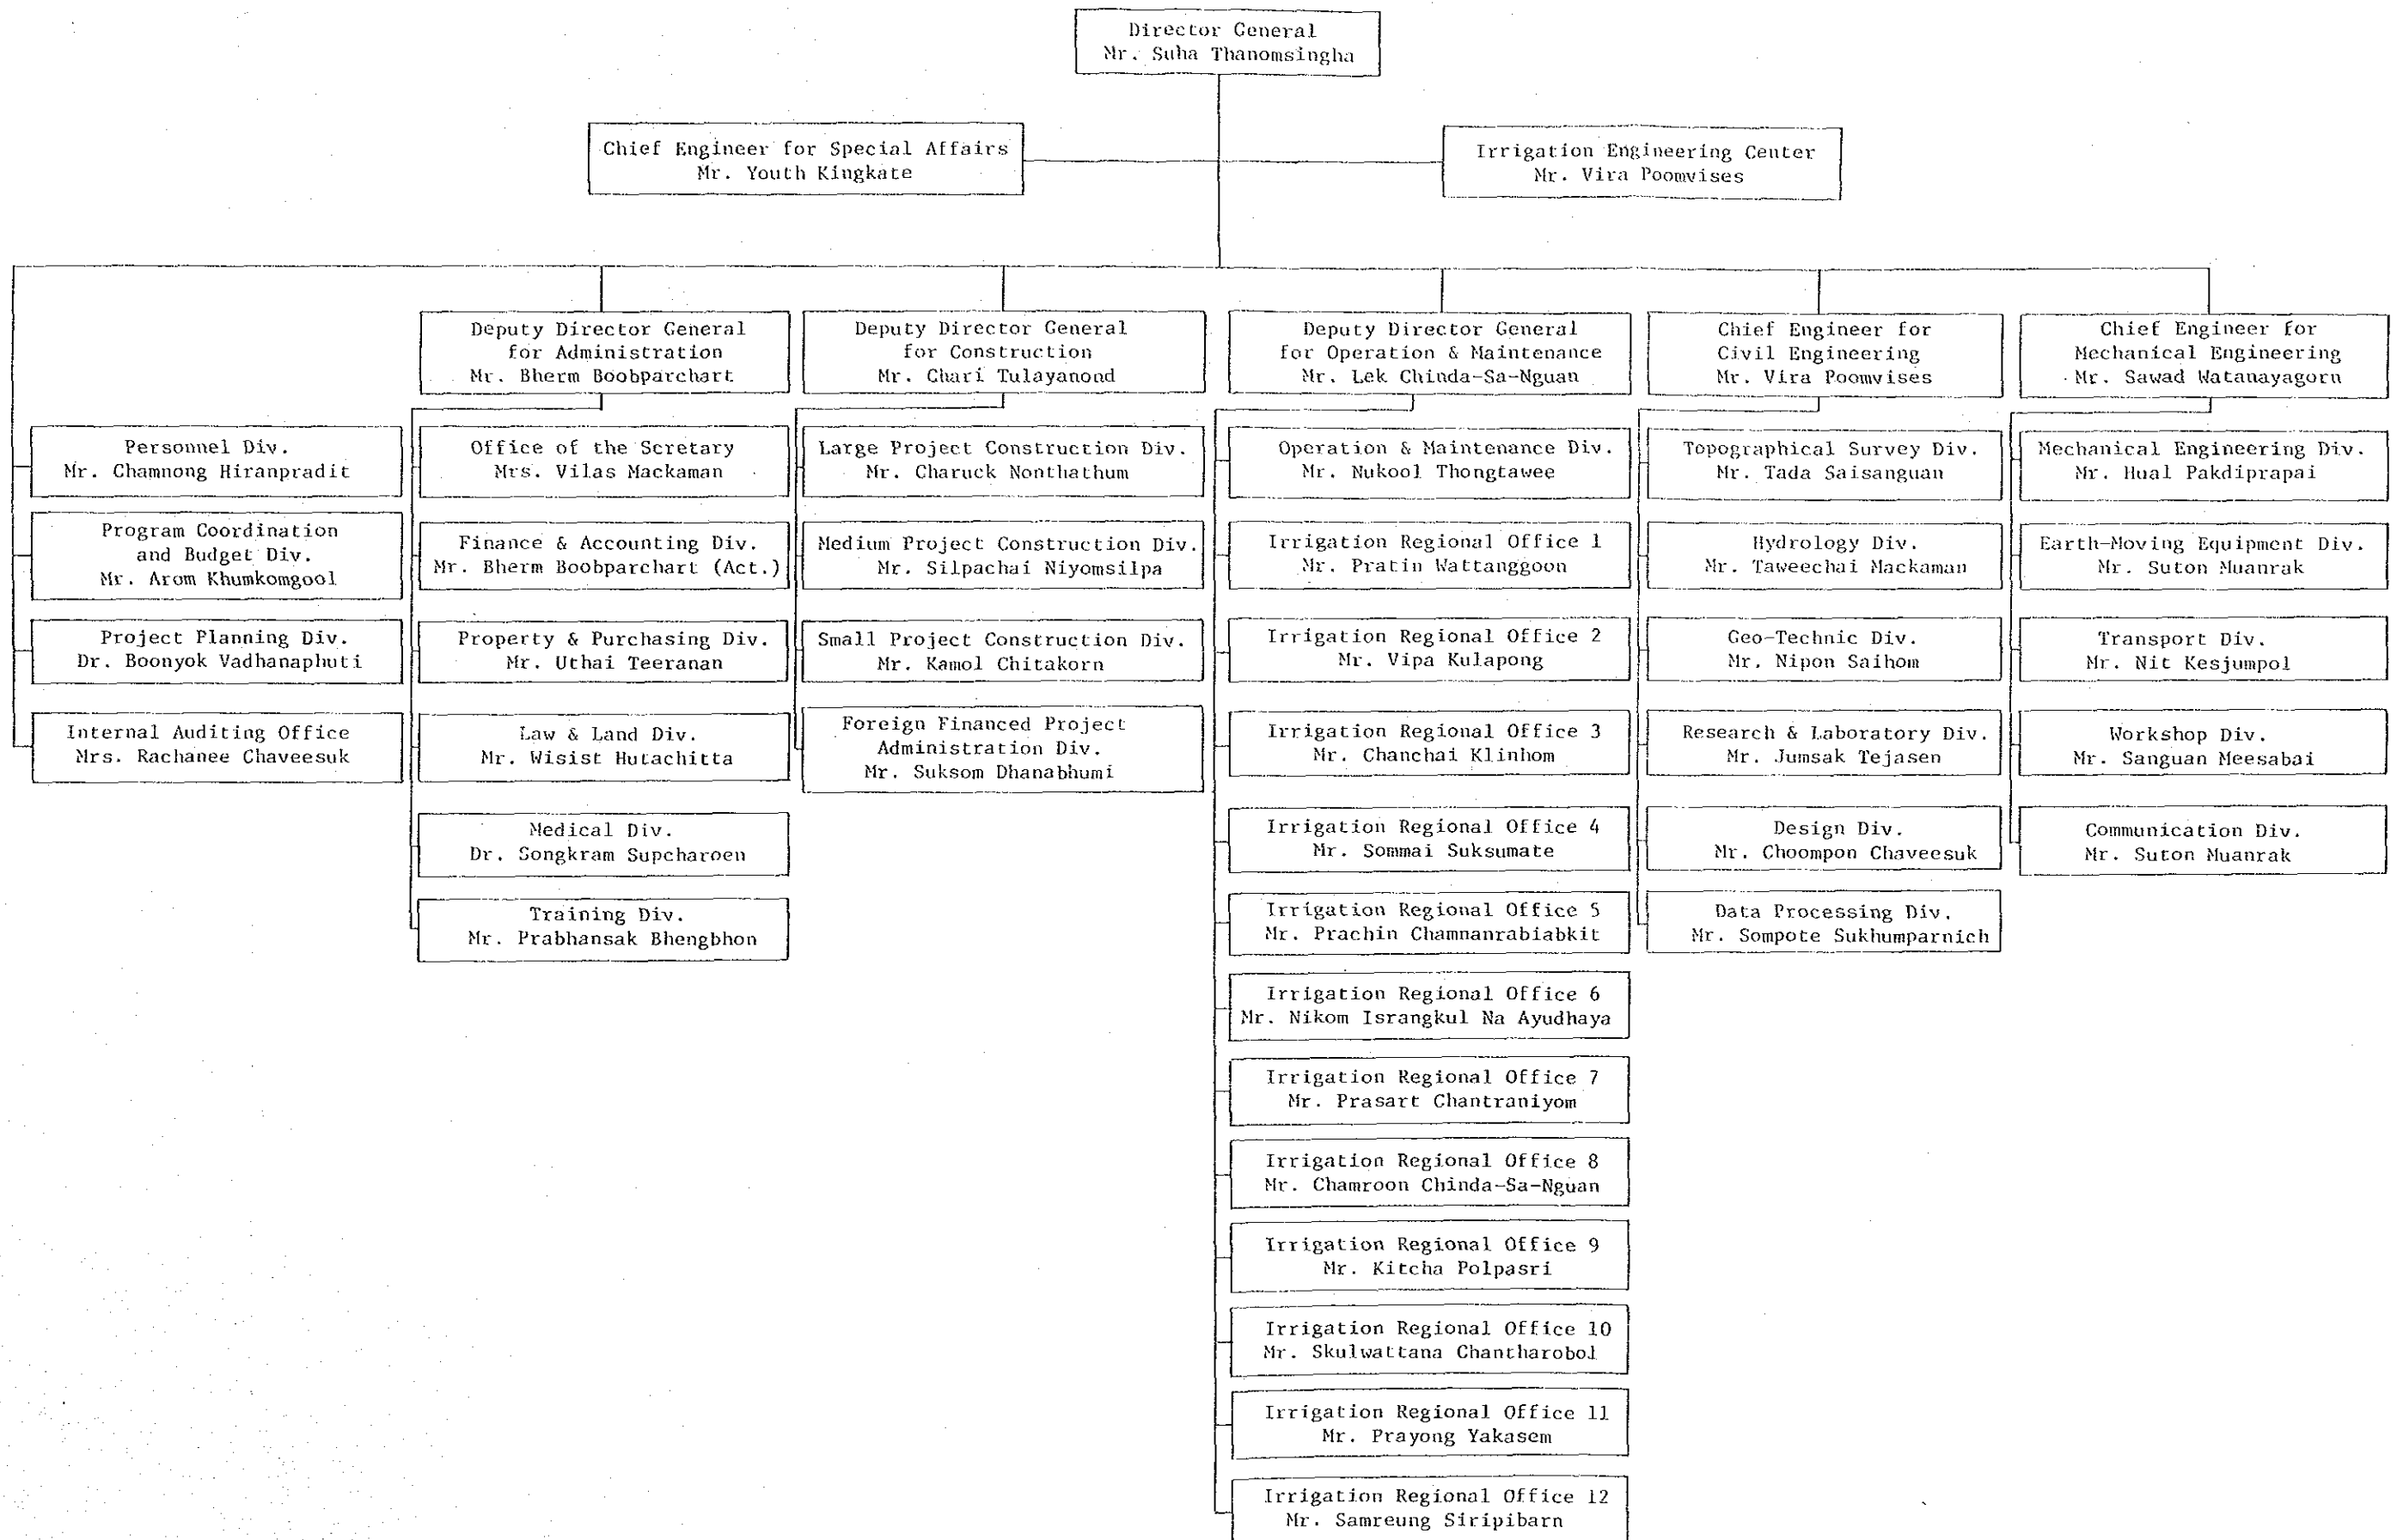 Director General
Mr. Suha Thanomsingha
Chief Engineer for Special Affairs
Mr. Youth Kingkate
Irrigation Engineering Center
Mr. Vira Poomvises
Deputy Director General
for Administration
Mr. Bherm Boobparchart
Deputy Director General
for Construction
Mr. Chari Tulayanond
Deputy Director General
for Operation & Maintenance
Mr. Lek Chinda-Sa-Nguan
Chief Engineer for
Civil Engineering
Mr. Vira Poomvises
Chief Engineer for
Mechanical Engineering
Mr. Sawad Watanayagorn
Personnel Div.
Mr. Chamnong Hiranpradit
Program Coordination
and Budget Div.
Mr. Arom Khumkomgool
Project Planning Div.
Dr. Boonyok Vadhanaphuti
Internal Auditing Office
Mrs. Rachanee Chaveesuk
Office of the Scretary
Mrs. Vilas Mackaman
Finance & Accounting Div.
Mr. Bherm Boobparchart (Act.)
Property & Purchasing Div.
Mr. Uthai Teeranan
Law & Land Div.
Mr. Wisist Hutachitta
Medical Div.
Dr. Songkram Supcharoen
Training Div.
Mr. Prabhansak Bhengbhon
Large Project Construction Div.
Mr. Charuck Nonthathum
Medium Project Construction Div.
Mr. Silpachai Niyomsilpa
Small Project Construction Div.
Mr. Kamol Chitakorn
Foreign Financed Project
Administration Div.
Mr. Suksom Dhanabhumi
Operation & Maintenance Div.
Mr. Nukool Thongtawee
Irrigation Regional Office 1
Mr. Pratin Wattanggoon
Irrigation Regional Office 2
Mr. Vipa Kulapong
Irrigation Regional Office 3
Mr. Chanchai Klinhom
Irrigation Regional Office 4
Mr. Sommai Suksumate
Irrigation Regional Office 5
Mr. Prachin Chamnanrabiabkit
Irrigation Regional Office 6
Mr. Nikom Israngkul Na Ayudhaya
Irrigation Regional Office 7
Mr. Prasart Chantraniyom
Irrigation Regional Office 8
Mr. Chamroon Chinda-Sa-Nguan
Irrigation Regional Office 9
Mr. Kitcha Polpasri
Irrigation Regional Office 10
Mr. Skulwattana Chantharobol
Irrigation Regional Office 11
Mr. Prayong Yakasem
Irrigation Regional Office 12
Mr. Samreung Siripibarn
Topographical Survey Div.
Mr. Tada Saisanguan
Hydrology Div.
Mr. Taweechai Mackaman
Geo-Technic Div.
Mr. Nipon Saihom
Research & Laboratory Div.
Mr. Jumsak Tejasen
Design Div.
Mr. Choompon Chaveesuk
Data Processing Div.
Mr. Sompote Sukhumparnich
Mechanical Engineering Div.
Mr. Hual Pakdiprapai
Earth-Moving Equipment Div.
Mr. Suton Muanrak
Transport Div.
Mr. Nit Kesjumpol
Workshop Div.
Mr. Sanguan Meesabai
Communication Div.
Mr. Suton Muanrak